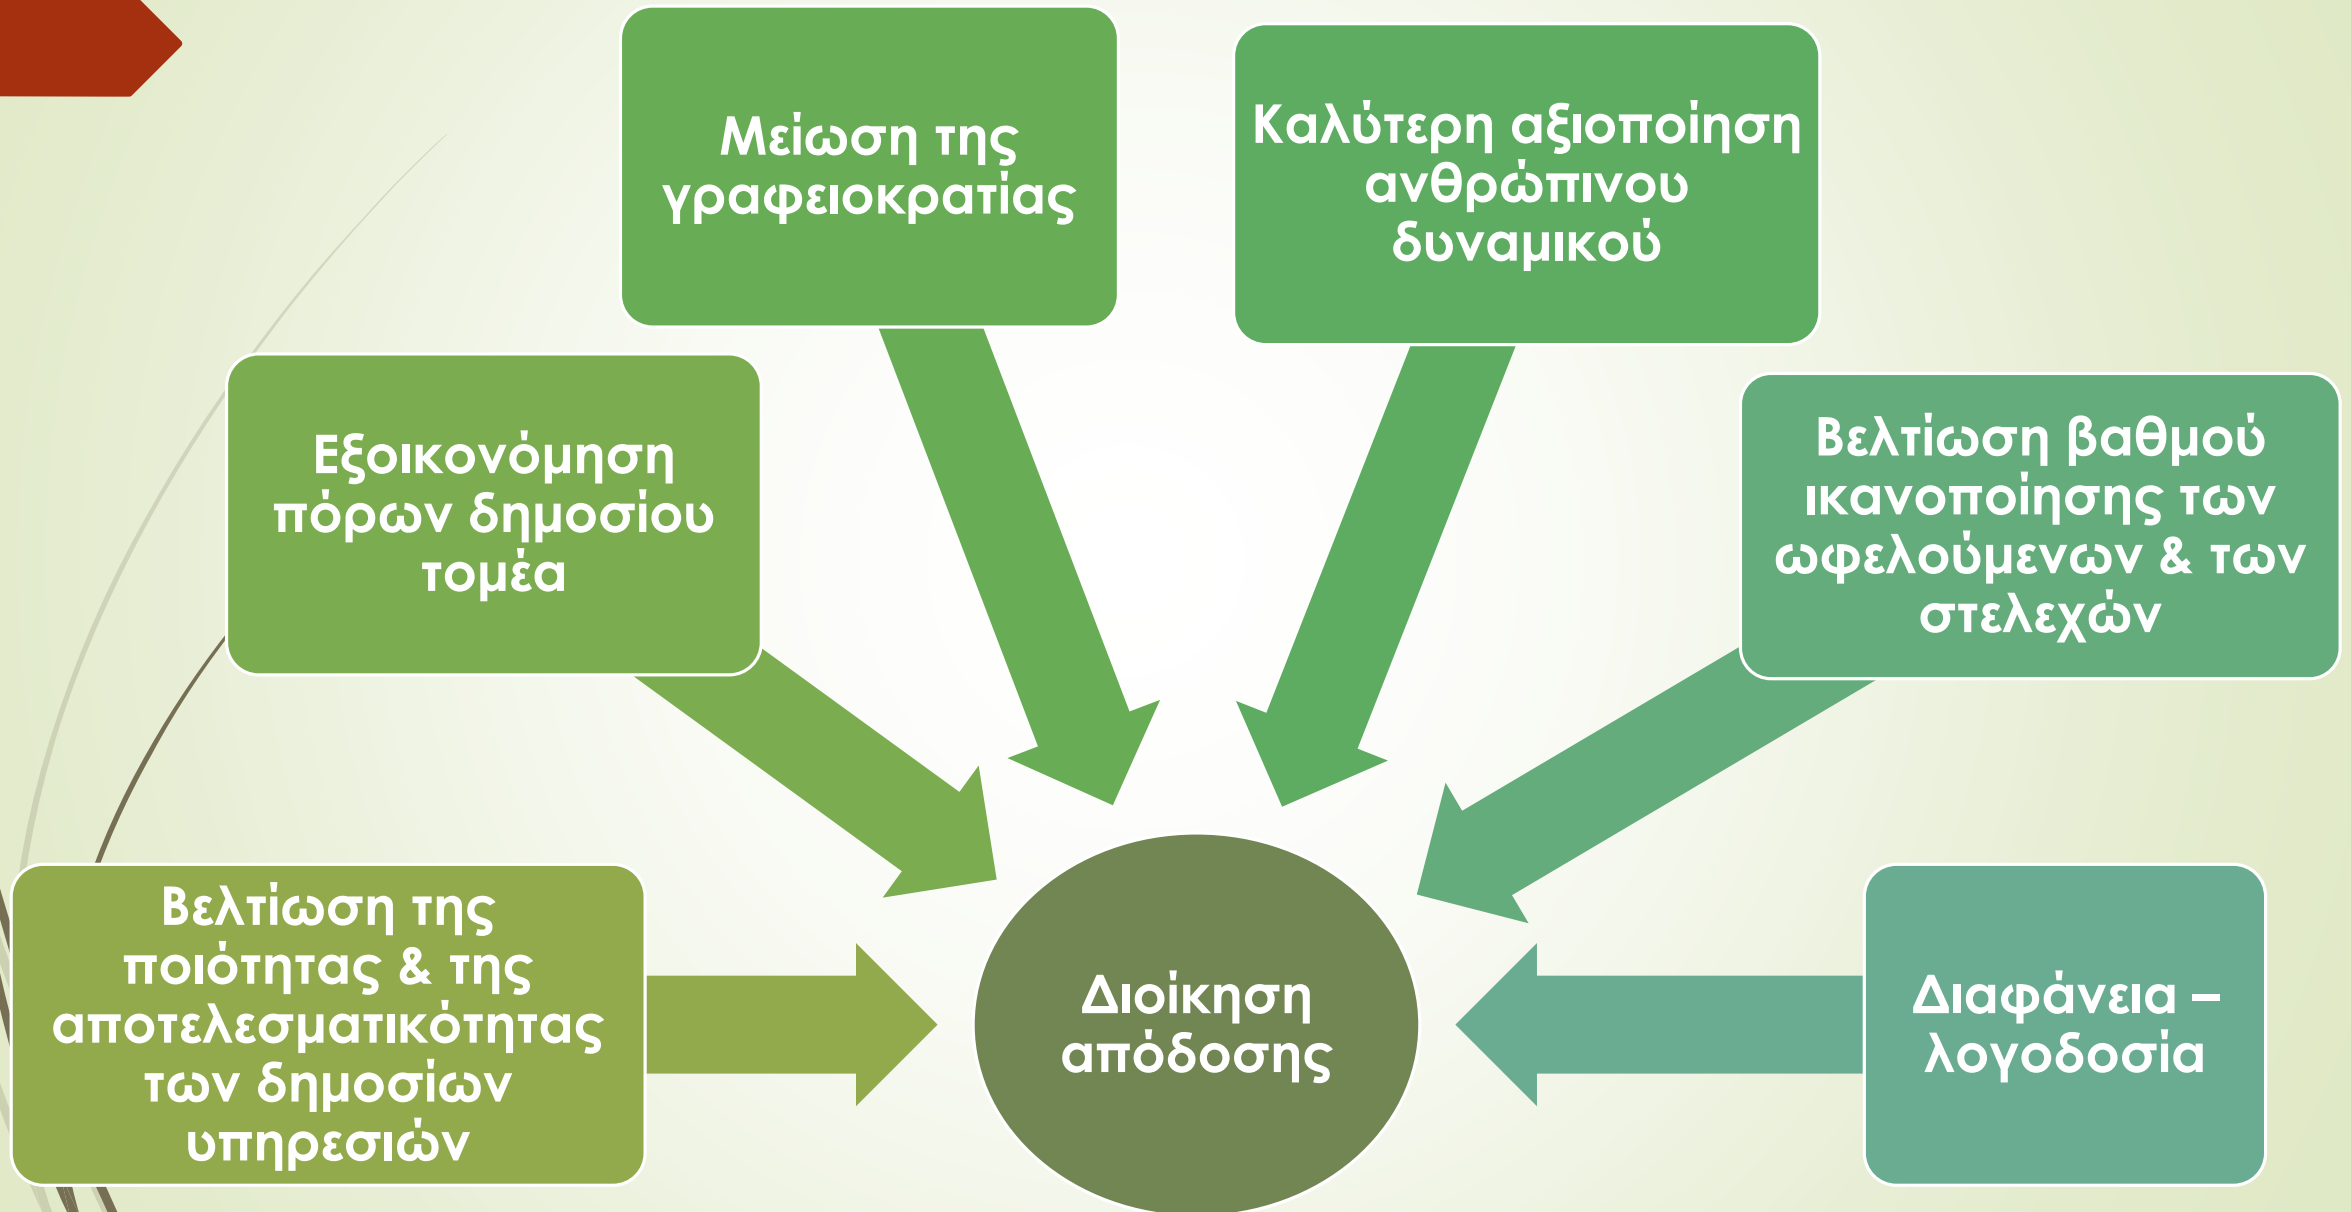 Μείωση της
γραφειοκρατίας
Καλύτερη αξιοποίηση
ανθρώπινου
δυναμικού
Εξοικονόμηση
πόρων δημοσίου
τομέα
Βελτίωση βαθμού
ικανοποίησης των
ωφελούμενων & των
στελεχών
Βελτίωση της
ποιότητας & της
αποτελεσματικότητας
των δημοσίων
υπηρεσιών
Διοίκηση
απόδοσης
Διαφάνεια –
λογοδοσία